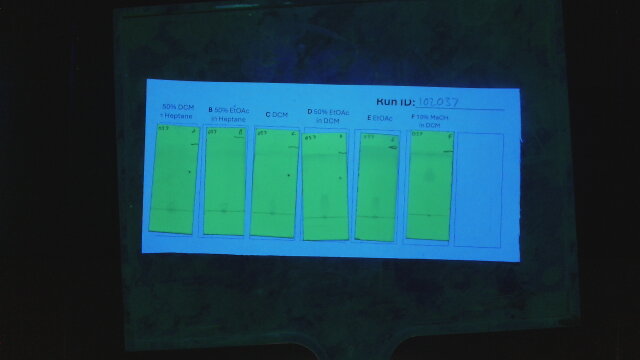 Run ID: 102037
50% DCM
n Heptane
B 50% EtOAc
in Heptane
C DCM
D 50% EtOAc
in DCM
E EtOAc
F 10% MeOH
in DCM
037 B
037 C
037
037 E
037 F